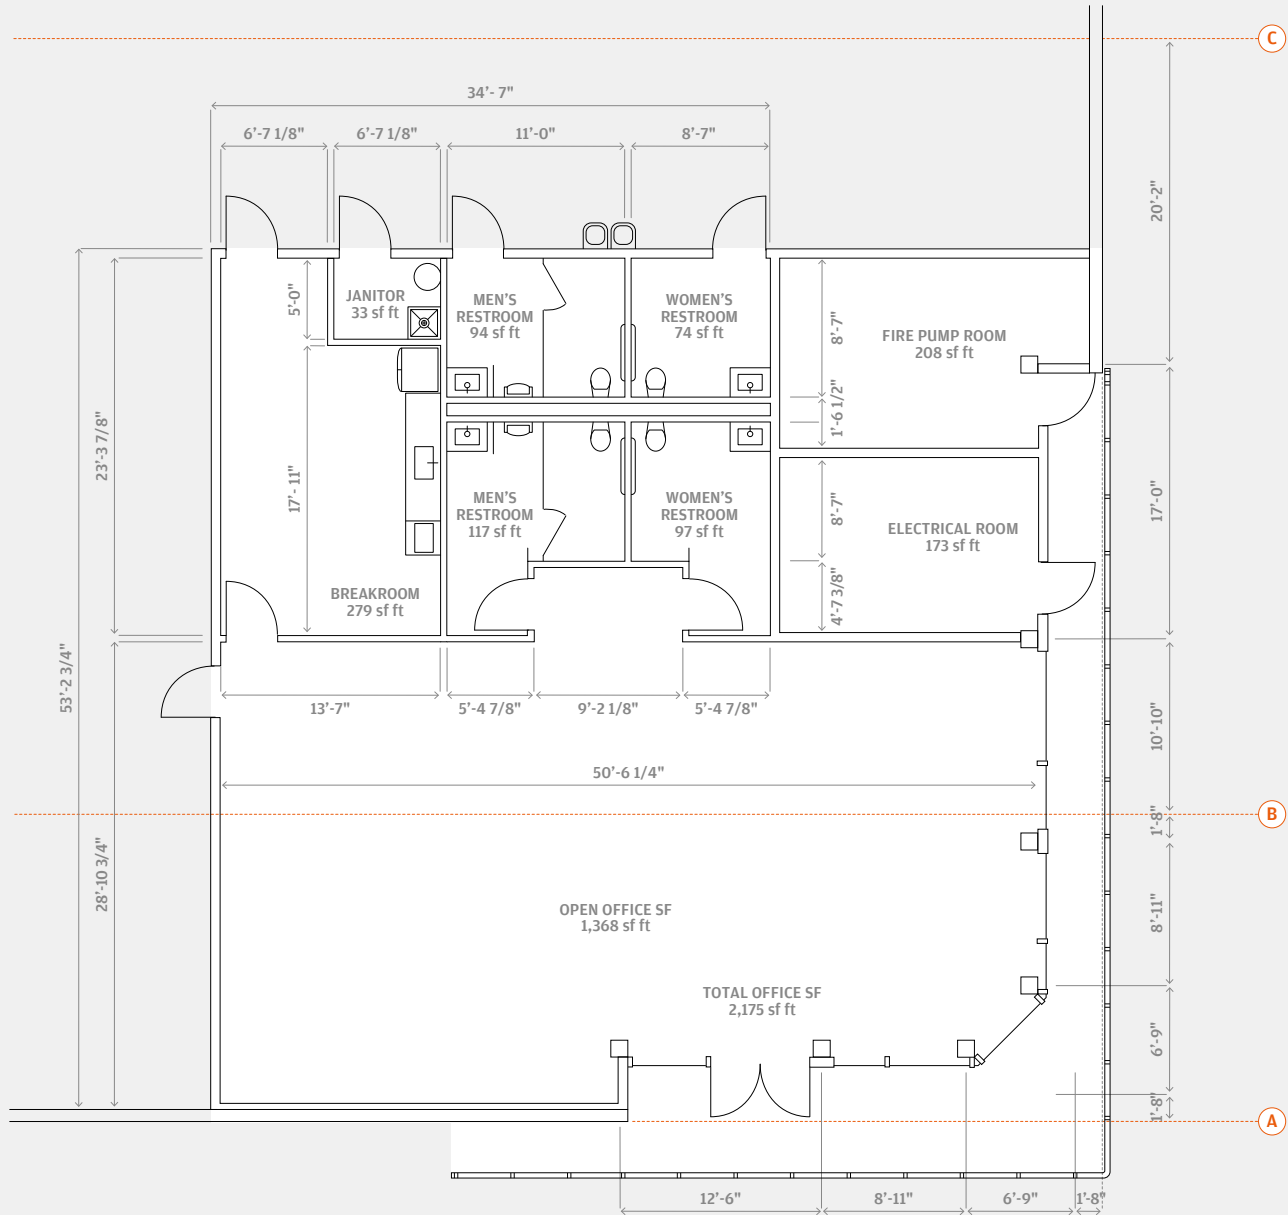 C
34'- 7"
6'-7 1/8"
6'-7 1/8"
11'-0"
8'-7"
20'-2"
JANITOR
33 sf ft
5'-0"
MEN'S
RESTROOM
94 sf ft
WOMEN'S
RESTROOM
74 sf ft
8'-7"
FIRE PUMP ROOM
208 sf ft
1'-6 1/2"
23'-3 7/8"
17'- 11"
MEN'S
RESTROOM
117 sf ft
WOMEN'S
RESTROOM
97 sf ft
8'-7"
ELECTRICAL ROOM
173 sf ft
17'-0"
BREAKROOM
279 sf ft
4'-7 3/8"
53'-2 3/4"
13'-7"
5'-4 7/8"
9'-2 1/8"
5'-4 7/8"
10'-10"
50'-6 1/4"
B
1'-8"
28'-10 3/4"
OPEN OFFICE SF
1,368 sf ft
8'-11"
TOTAL OFFICE SF
2,175 sf ft
6'-9"
1'-8"
A
12'-6"
8'-11"
6'-9"
1'-8"